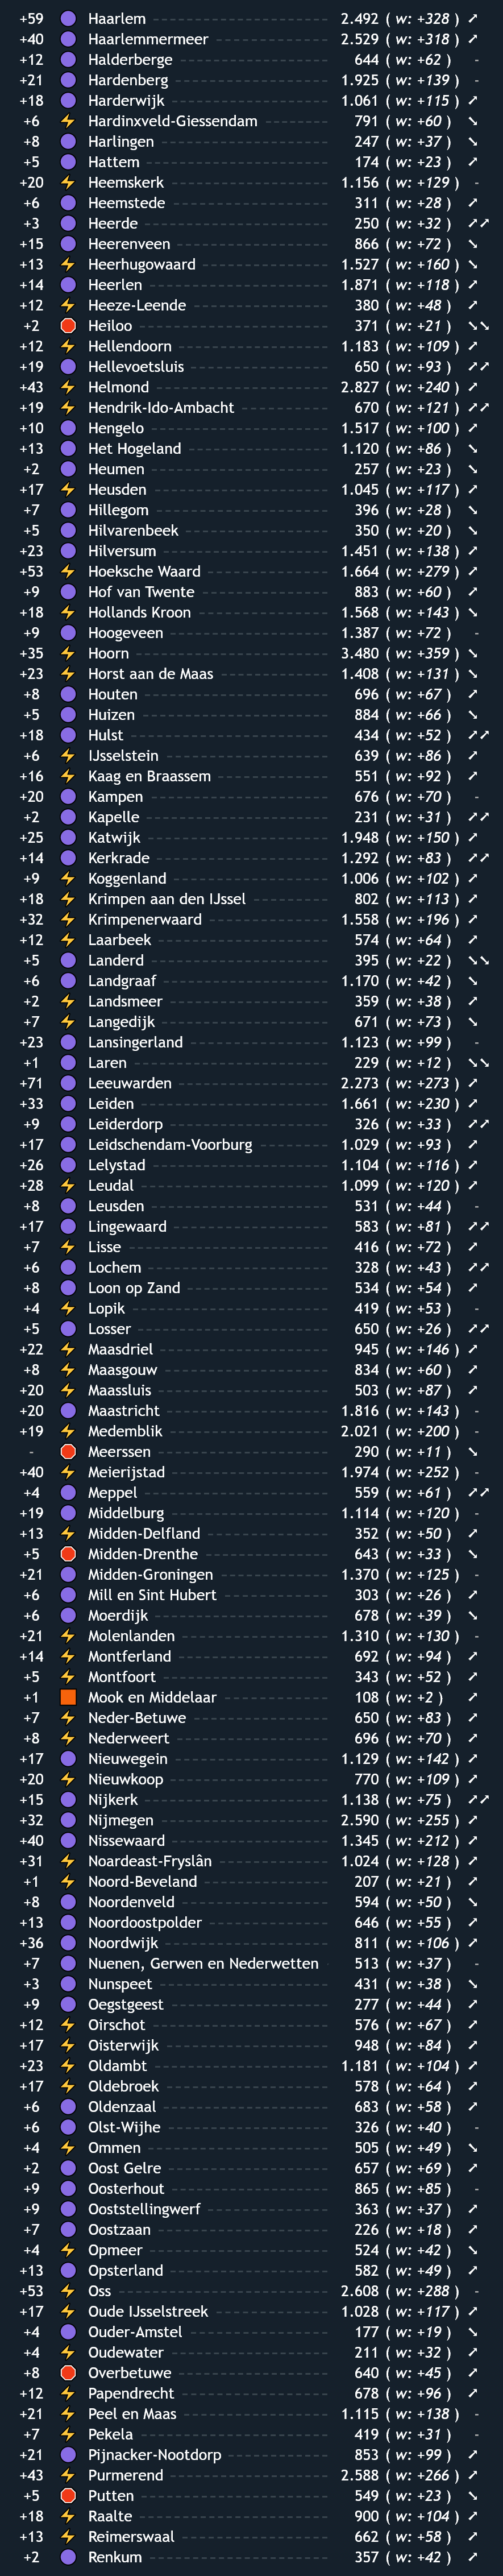 +59 Haarlem 2.492 ( w: +328 ) ↗
+40 Haarlemmermeer 2.529 ( w: +318 ) ↗
+12 Halderberge 644 ( w: +62 ) -
+21 Hardenberg 1.925 ( w: +139 ) -
+18 Harderwijk 1.061 ( w: +115 ) ↗
+6 Hardinxveld-Giessendam 791 ( w: +60 ) ↘
+8 Harlingen 247 ( w: +37 ) ↘
+5 Hattem 174 ( w: +23 ) ↗
+20 Heemskerk 1.156 ( w: +129 ) -
+6 Heemstede 311 ( w: +28 ) ↗
+3 Heerde 250 ( w: +32 ) ↗↗
+15 Heerenveen 866 ( w: +72 ) ↘
+13 Heerhugowaard 1.527 ( w: +160 ) ↘
+14 Heerlen 1.871 ( w: +118 ) ↗
+12 Heeze-Leende 380 ( w: +48 ) ↗
+2 Heiloo 371 ( w: +21 ) ↘↘
+12 Hellendoorn 1.183 ( w: +109 ) ↗
+19 Hellevoetsluis 650 ( w: +93 ) ↗↗
+43 Helmond 2.827 ( w: +240 ) ↗
+19 Hendrik-Ido-Ambacht 670 ( w: +121 ) ↗↗
+10 Hengelo 1.517 ( w: +100 ) ↗
+13 Het Hogeland 1.120 ( w: +86 ) ↘
+2 Heumen 257 ( w: +23 ) ↘
+17 Heusden 1.045 ( w: +117 ) ↗
+7 Hillegom 396 ( w: +28 ) ↘
+5 Hilvarenbeek 350 ( w: +20 ) ↘
+23 Hilversum 1.451 ( w: +138 ) ↗
+53 Hoeksche Waard 1.664 ( w: +279 ) ↗
+9 Hof van Twente 883 ( w: +60 ) ↗
+18 Hollands Kroon 1.568 ( w: +143 ) ↘
+9 Hoogeveen 1.387 ( w: +72 ) -
+35 Hoorn 3.480 ( w: +359 ) ↘
+23 Horst aan de Maas 1.408 ( w: +131 ) ↘
+8 Houten 696 ( w: +67 ) ↗
+5 Huizen 884 ( w: +66 ) ↘
+18 Hulst 434 ( w: +52 ) ↗↗
+6 IJsselstein 639 ( w: +86 ) ↗
+16 Kaag en Braassem 551 ( w: +92 ) ↗
+20 Kampen 676 ( w: +70 ) -
+2 Kapelle 231 ( w: +31 ) ↗↗
+25 Katwijk 1.948 ( w: +150 ) ↗
+14 Kerkrade 1.292 ( w: +83 ) ↗↗
+9 Koggenland 1.006 ( w: +102 ) ↗
+18 Krimpen aan den IJssel 802 ( w: +113 ) ↗
+32 Krimpenerwaard 1.558 ( w: +196 ) ↗
+12 Laarbeek 574 ( w: +64 ) ↗
+5 Landerd 395 ( w: +22 ) ↘↘
+6 Landgraaf 1.170 ( w: +42 ) ↘
+2 Landsmeer 359 ( w: +38 ) ↗
+7 Langedijk 671 ( w: +73 ) ↘
+23 Lansingerland 1.123 ( w: +99 ) -
+1 Laren 229 ( w: +12 ) ↘↘
+71 Leeuwarden 2.273 ( w: +273 ) ↗
+33 Leiden 1.661 ( w: +230 ) ↗
+9 Leiderdorp 326 ( w: +33 ) ↗↗
+17 Leidschendam-Voorburg 1.029 ( w: +93 ) ↗
+26 Lelystad 1.104 ( w: +116 ) ↗
+28 Leudal 1.099 ( w: +120 ) ↗
+8 Leusden 531 ( w: +44 ) -
+17 Lingewaard 583 ( w: +81 ) ↗↗
+7 Lisse 416 ( w: +72 ) ↗
+6 Lochem 328 ( w: +43 ) ↗↗
+8 Loon op Zand 534 ( w: +54 ) ↗
+4 Lopik 419 ( w: +53 ) -
+5 Losser 650 ( w: +26 ) ↗↗
+22 Maasdriel 945 ( w: +146 ) ↗
+8 Maasgouw 834 ( w: +60 ) ↗
+20 Maassluis 503 ( w: +87 ) ↗
+20 Maastricht 1.816 ( w: +143 ) -
+19 Medemblik 2.021 ( w: +200 ) -
- Meerssen 290 ( w: +11 ) ↘
+40 Meierijstad 1.974 ( w: +252 ) -
+4 Meppel 559 ( w: +61 ) ↗↗
+19 Middelburg 1.114 ( w: +120 ) -
+13 Midden-Delfland 352 ( w: +50 ) ↗
+5 Midden-Drenthe 643 ( w: +33 ) ↘
+21 Midden-Groningen 1.370 ( w: +125 ) -
+6 Mill en Sint Hubert 303 ( w: +26 ) ↗
+6 Moerdijk 678 ( w: +39 ) ↘
+21 Molenlanden 1.310 ( w: +130 ) -
+14 Montferland 692 ( w: +94 ) ↗
+5 Montfoort 343 ( w: +52 ) ↗
+1 Mook en Middelaar 108 ( w: +2 ) ↗
+7 Neder-Betuwe 650 ( w: +83 ) ↗
+8 Nederweert 696 ( w: +70 ) ↗
+17 Nieuwegein 1.129 ( w: +142 ) ↗
+20 Nieuwkoop 770 ( w: +109 ) ↗
+15 Nijkerk 1.138 ( w: +75 ) ↗↗
+32 Nijmegen 2.590 ( w: +255 ) ↗
+40 Nissewaard 1.345 ( w: +212 ) ↗
+31 Noardeast-Fryslân 1.024 ( w: +128 ) ↗
+1 Noord-Beveland 207 ( w: +21 ) ↗
+8 Noordenveld 594 ( w: +50 ) ↘
+13 Noordoostpolder 646 ( w: +55 ) ↗
+36 Noordwijk 811 ( w: +106 ) ↗
+7 Nuenen, Gerwen en Nederwetten 513 ( w: +37 ) -
+3 Nunspeet 431 ( w: +38 ) ↘
+9 Oegstgeest 277 ( w: +44 ) ↗
+12 Oirschot 576 ( w: +67 ) ↗
+17 Oisterwijk 948 ( w: +84 ) ↗
+23 Oldambt 1.181 ( w: +104 ) ↗
+17 Oldebroek 578 ( w: +64 ) ↗
+6 Oldenzaal 683 ( w: +58 ) ↗
+6 Olst-Wijhe 326 ( w: +40 ) -
+4 Ommen 505 ( w: +49 ) ↘
+2 Oost Gelre 657 ( w: +69 ) ↗
+9 Oosterhout 865 ( w: +85 ) -
+9 Ooststellingwerf 363 ( w: +37 ) ↗
+7 Oostzaan 226 ( w: +18 ) ↗
+4 Opmeer 524 ( w: +42 ) ↘
+13 Opsterland 582 ( w: +49 ) ↗
+53 Oss 2.608 ( w: +288 ) -
+17 Oude IJsselstreek 1.028 ( w: +117 ) ↗
+4 Ouder-Amstel 177 ( w: +19 ) ↘
+4 Oudewater 211 ( w: +32 ) ↗
+8 Overbetuwe 640 ( w: +45 ) ↗
+12 Papendrecht 678 ( w: +96 ) ↗
+21 Peel en Maas 1.115 ( w: +138 ) -
+7 Pekela 419 ( w: +31 ) -
+21 Pijnacker-Nootdorp 853 ( w: +99 ) ↗
+43 Purmerend 2.588 ( w: +266 ) ↗
+5 Putten 549 ( w: +23 ) ↘
+18 Raalte 900 ( w: +104 ) ↗
+13 Reimerswaal 662 ( w: +58 ) ↗
+2 Renkum 357 ( w: +42 ) ↗